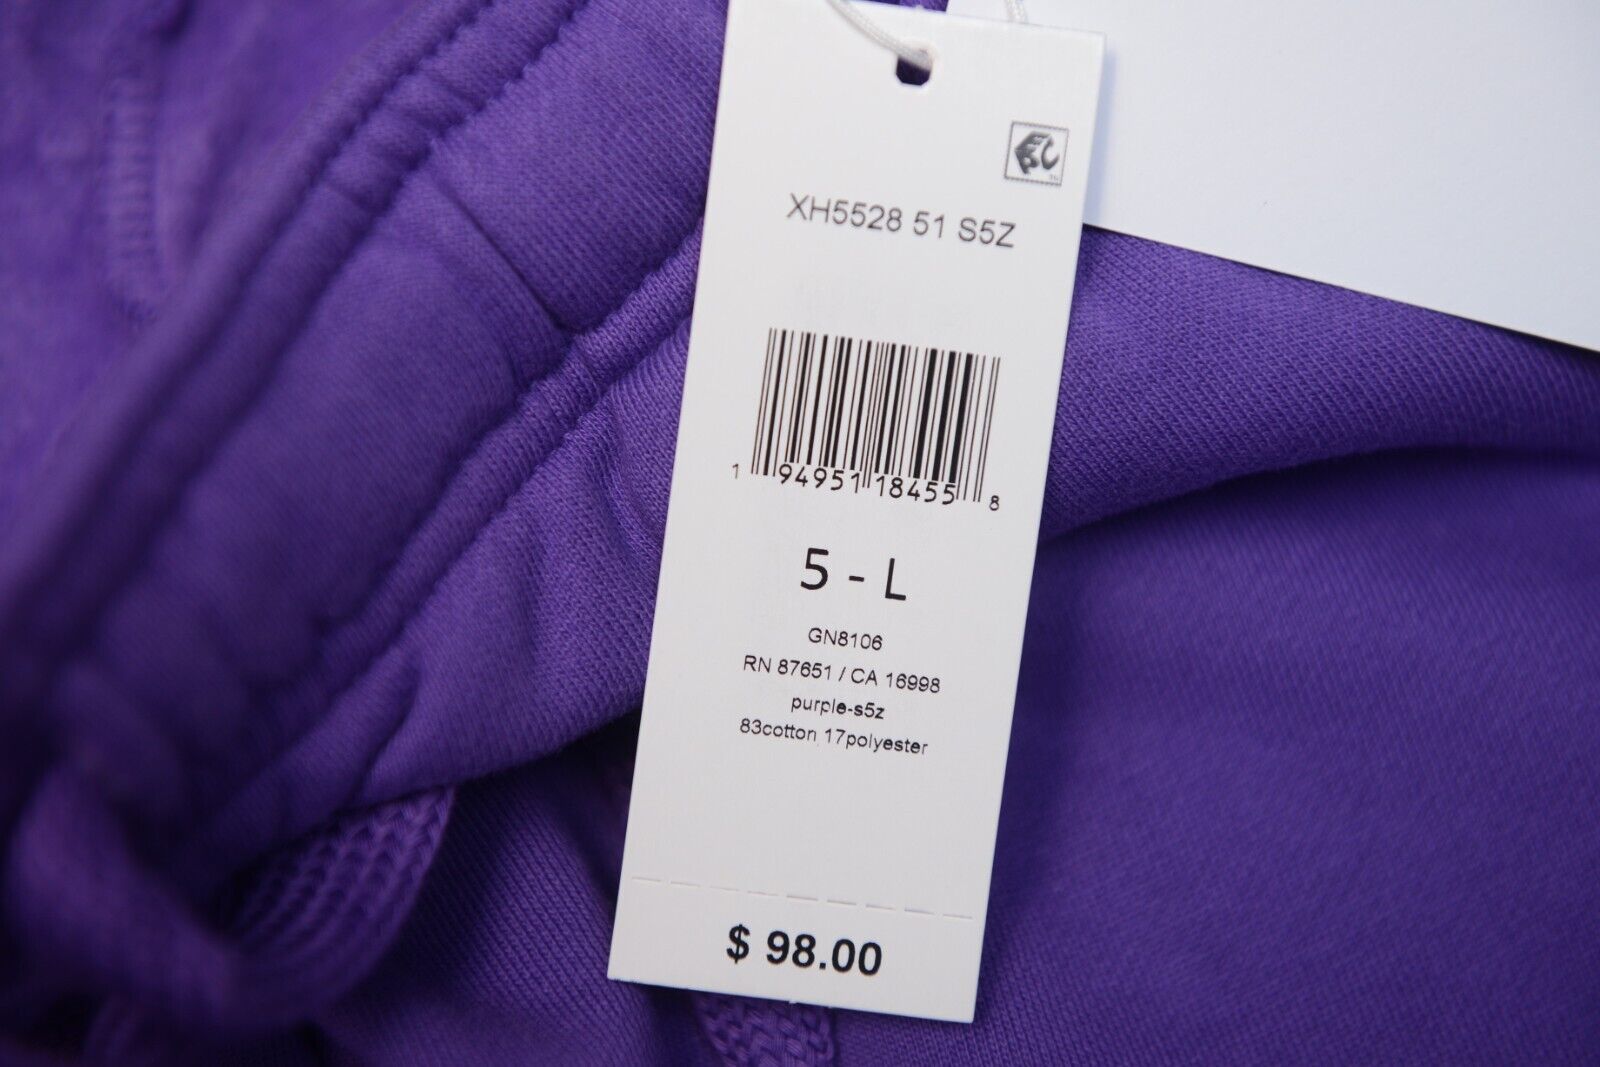 XH5528 51 S5Z
1 94951 18455 8
5 - L
GN8106
RN 87651 / CA 16998
purple-s5z
83cotton,17polyester
$ 98.00